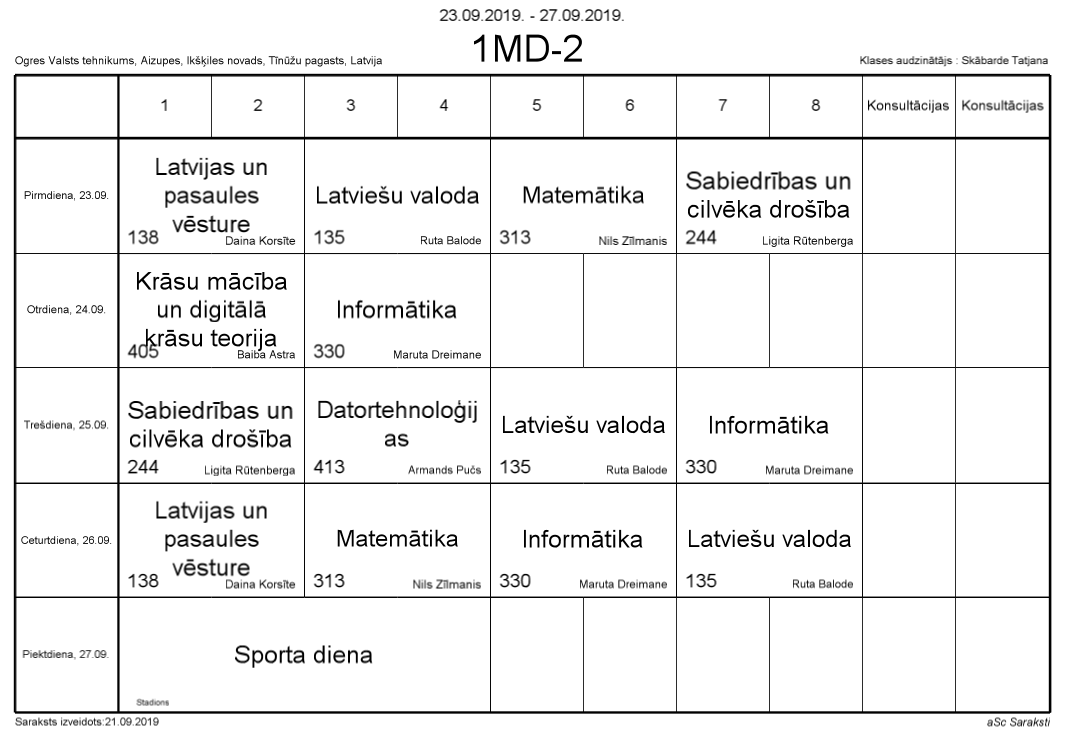 23.09.2019. - 27.09.2019.
1MD-2
Ogres Valsts tehnikums, Aizupes, Ikšķiles novads, Tīnūžu pagasts, Latvija
Klases audzinātājs : Skābarde Tatjana
1 2 3 4 5 6 7 8 Konsultācijas Konsultācijas
Pirmdiena, 23.09.
Latvijas un
pasaules
vēsture
138 Daina Korsīte
Latviešu valoda
135 Ruta Balode
Matemātika
313 Nils Zīlmanis
Sabiedrības un
cilvēka drošība
244 Ligita Rūtenberga
Otrdiena, 24.09.
Krāsu mācība
un digitālā
krāsu teorija
405 Baiba Astra
Informātika
330 Maruta Dreimane
Trešdiena, 25.09.
Sabiedrības un
cilvēka drošība
244 Ligita Rūtenberga
Datortehnoloģij
as
413 Armands Pučs
Latviešu valoda
135 Ruta Balode
Informātika
330 Maruta Dreimane
Ceturtdiena, 26.09.
Latvijas un
pasaules
vēsture
138 Daina Korsīte
Matemātika
313 Nils Zīlmanis
Informātika
330 Maruta Dreimane
Latviešu valoda
135 Ruta Balode
Piektdiena, 27.09.
Sporta diena
Stadions
Saraksts izveidots:21.09.2019
aSc Saraksti